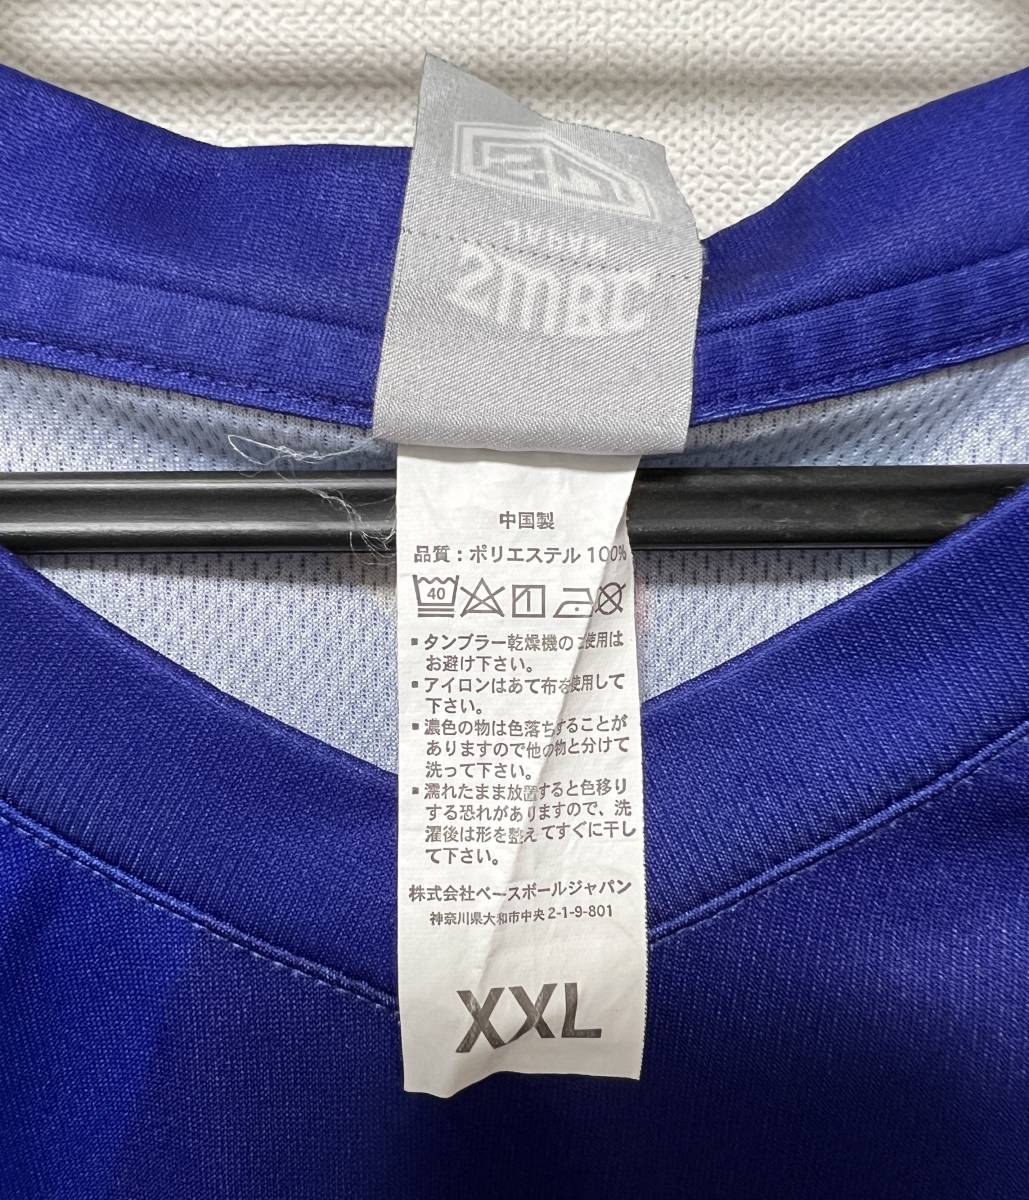 中国製
品質:ポリエステル 100%
40
▪タンブラー乾燥機のご使用は
お避け下さい。
▪アイロンはあて布を使用して
下さい。
▪濃色の物は色落ちすることが
ありますので他の物と分けて
洗って下さい。
▪濡れたまま放置すると色移り
する恐れがありますので、洗
濯後は形を整えてすぐに干し
て下さい。
株式会社ベースボールジャパン
神奈川県大和市中央2-1-9-801
XXL